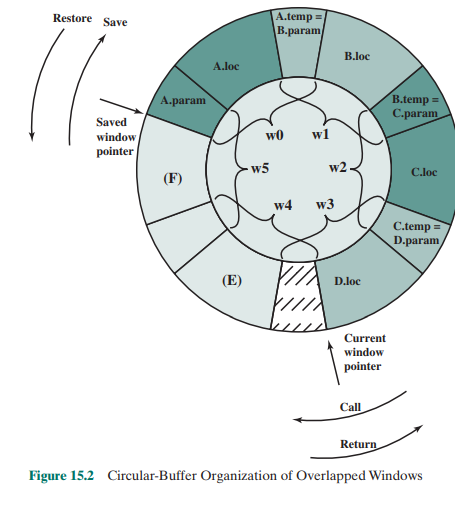 Restore
Save
A.temp =
B.param
B.loc
A.loc
A.param
B.temp =
C.param
Saved
window
pointer
w0
w1
w5
w2
C.loc
(F)
w4
w3
C.temp =
D.param
(E)
D.loc
Current
window
pointer
Call
Return
Figure 15.2 Circular-Buffer Organization of Overlapped Windows